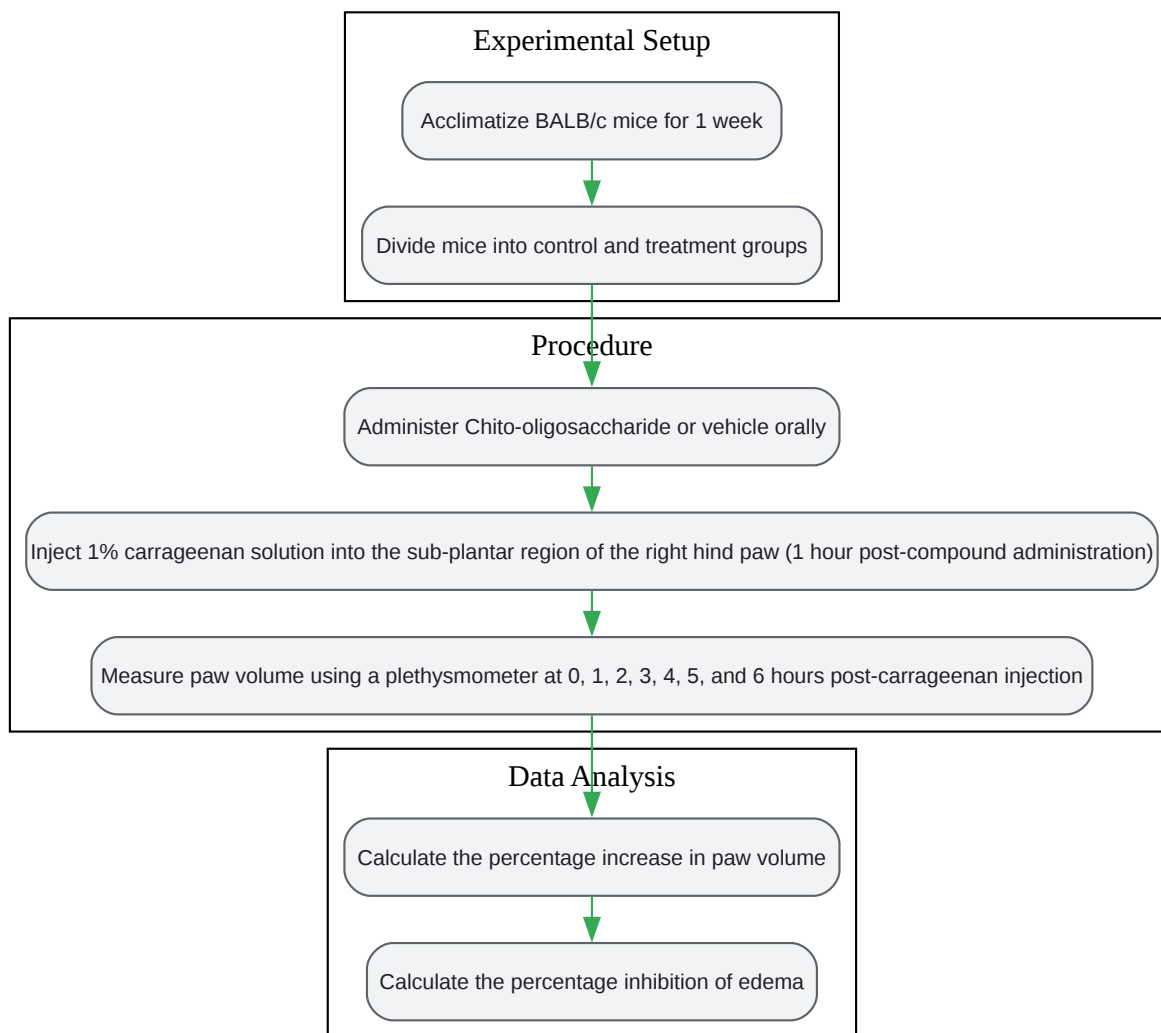 Experimental Setup
Acclimatize BALB/c mice for 1 week
Divide mice into control and treatment groups
Procedure
Administer Chito-oligosaccharide or vehicle orally
Inject 1% carrageenan solution into the sub-plantar region of the right hind paw (1 hour post-compound administration)
Measure paw volume using a plethysmometer at 0, 1, 2, 3, 4, 5, and 6 hours post-carrageenan injection
Data Analysis
Calculate the percentage increase in paw volume
Calculate the percentage inhibition of edema